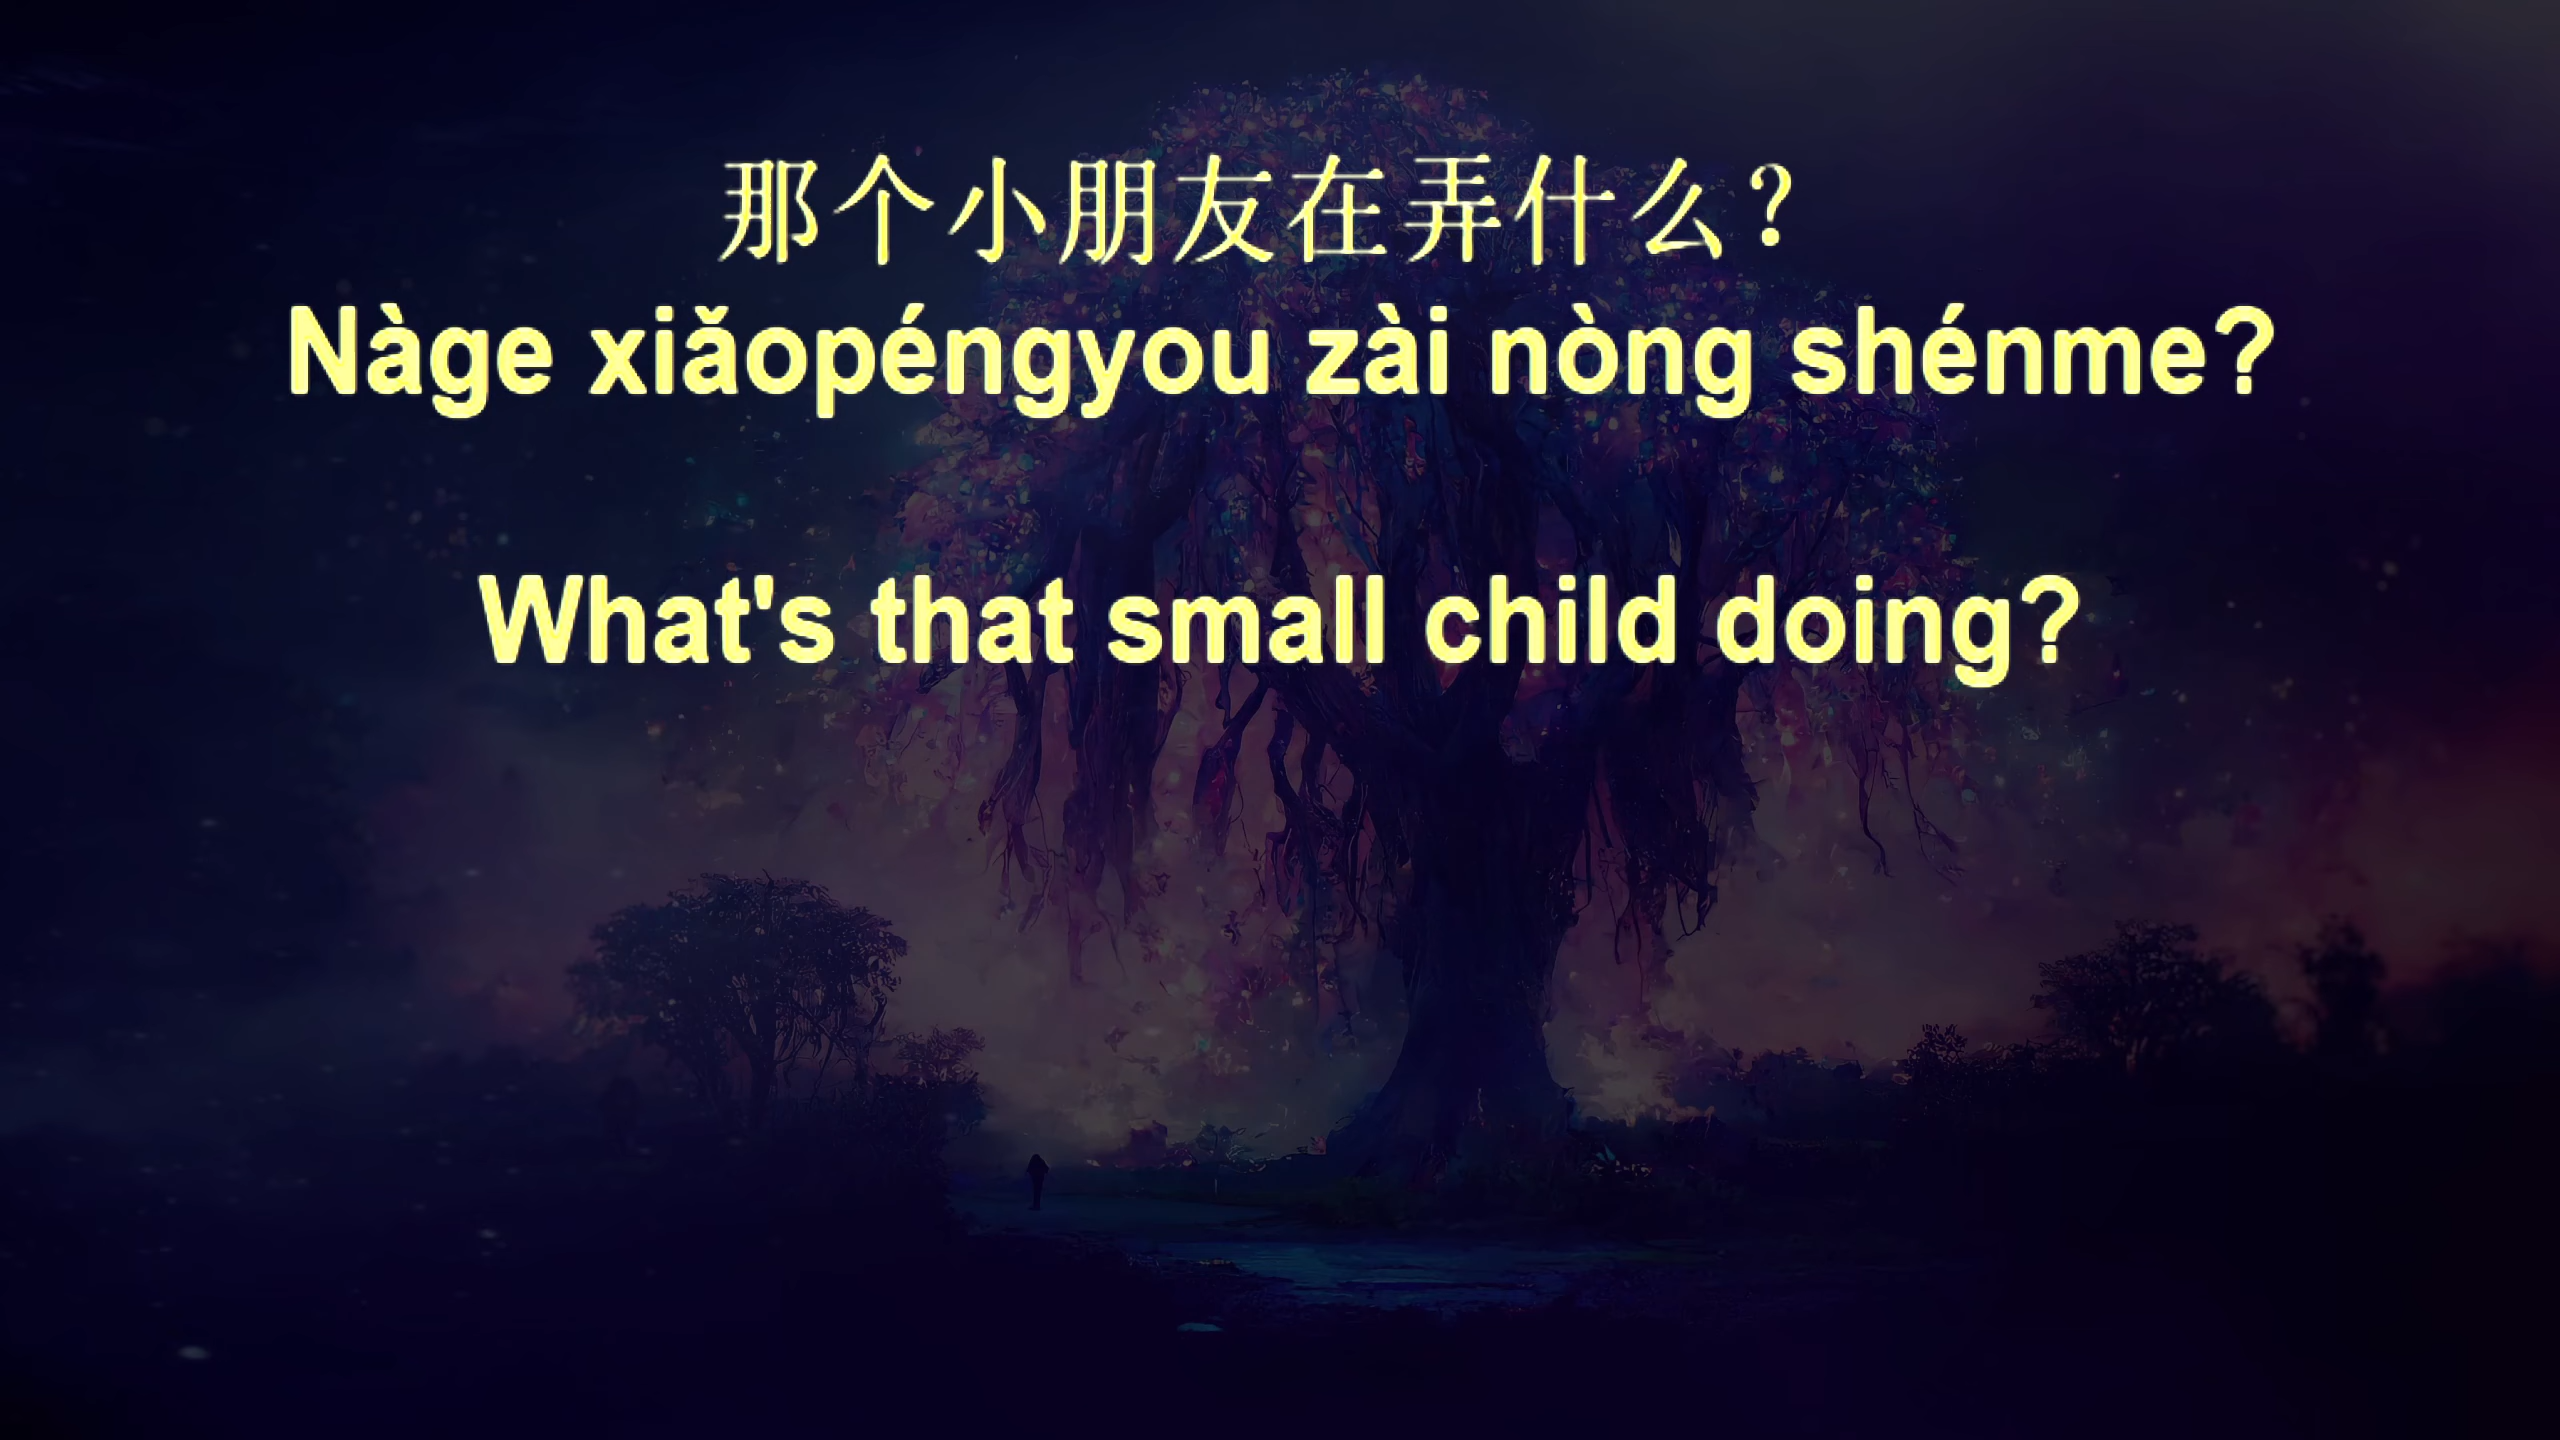 那个小朋友在弄什么？
Nàge xiǎopéngyou zài nòng shénme?
What's that small child doing?